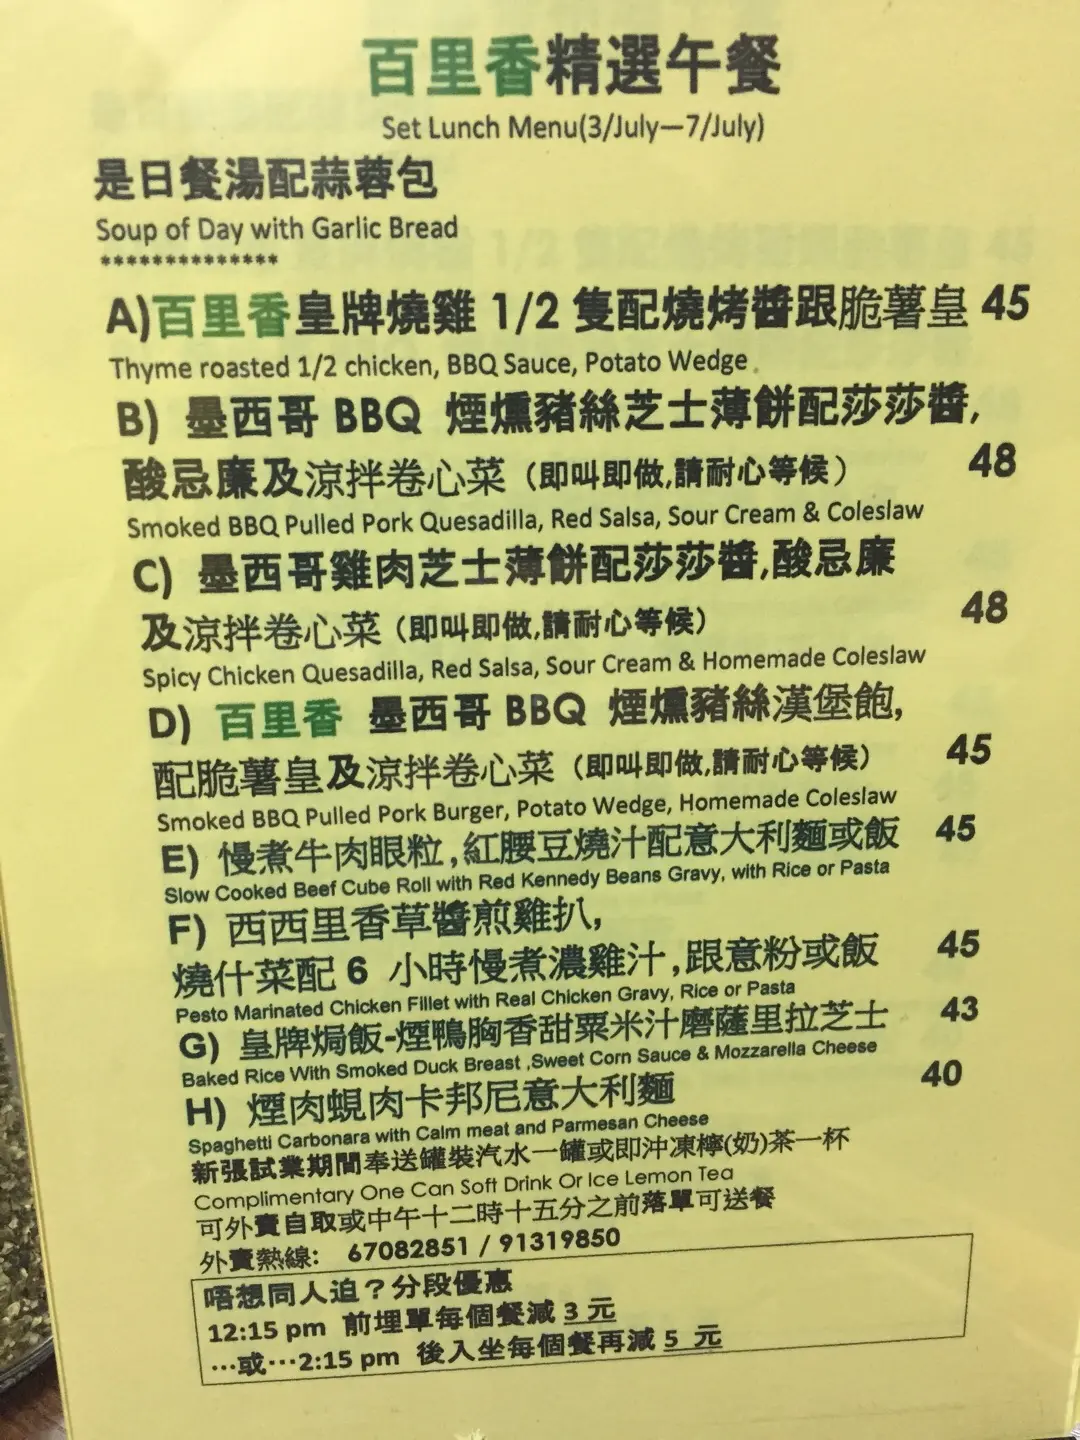 百里香精選午餐
Set Lunch Menu(3/July—7/July)
是日餐湯配蒜蓉包
Soup of Day with Garlic Bread
**************
A)百里香皇牌燒雞 1/2 隻配燒烤醬跟脆薯皇 45
Thyme roasted 1/2 chicken, BBQ Sauce, Potato Wedge
B) 墨西哥 BBQ 煙燻豬絲芝士薄餅配莎莎醬,
酸忌廉及涼拌卷心菜（即叫即做,請耐心等候） 48
Smoked BBQ Pulled Pork Quesadilla, Red Salsa, Sour Cream & Coleslaw
C) 墨西哥雞肉芝士薄餅配莎莎醬,酸忌廉
及涼拌卷心菜（即叫即做,請耐心等候） 48
Spicy Chicken Quesadilla, Red Salsa, Sour Cream & Homemade Coleslaw
D) 百里香 墨西哥 BBQ 煙燻豬絲漢堡飽,
配脆薯皇及涼拌卷心菜（即叫即做,請耐心等候） 45
Smoked BBQ Pulled Pork Burger, Potato Wedge, Homemade Coleslaw
E) 慢煮牛肉眼粒,紅腰豆燒汁配意大利麵或飯 45
Slow Cooked Beef Cube Roll with Red Kennedy Beans Gravy, with Rice or Pasta
F) 西西里香草醬煎雞扒,
燒什菜配 6 小時慢煮濃雞汁,跟意粉或飯 45
Pesto Marinated Chicken Fillet with Real Chicken Gravy, Rice or Pasta
G) 皇牌焗飯-煙鴨胸香甜粟米汁磨薩里拉芝士 43
Baked Rice With Smoked Duck Breast ,Sweet Corn Sauce & Mozzarella Cheese
H) 煙肉蜆肉卡邦尼意大利麵 40
Spaghetti Carbonara with Calm meat and Parmesan Cheese
新張試業期間奉送罐裝汽水一罐或即沖凍檸(奶)茶一杯
Complimentary One Can Soft Drink Or Ice Lemon Tea
可外賣自取或中午十二時十五分之前落單可送餐
外賣熱線: 67082851 / 91319850
唔想同人迫？分段優惠
12:15 pm 前埋單每個餐減 3 元
…或…2:15 pm 後入坐每個餐再減 5 元